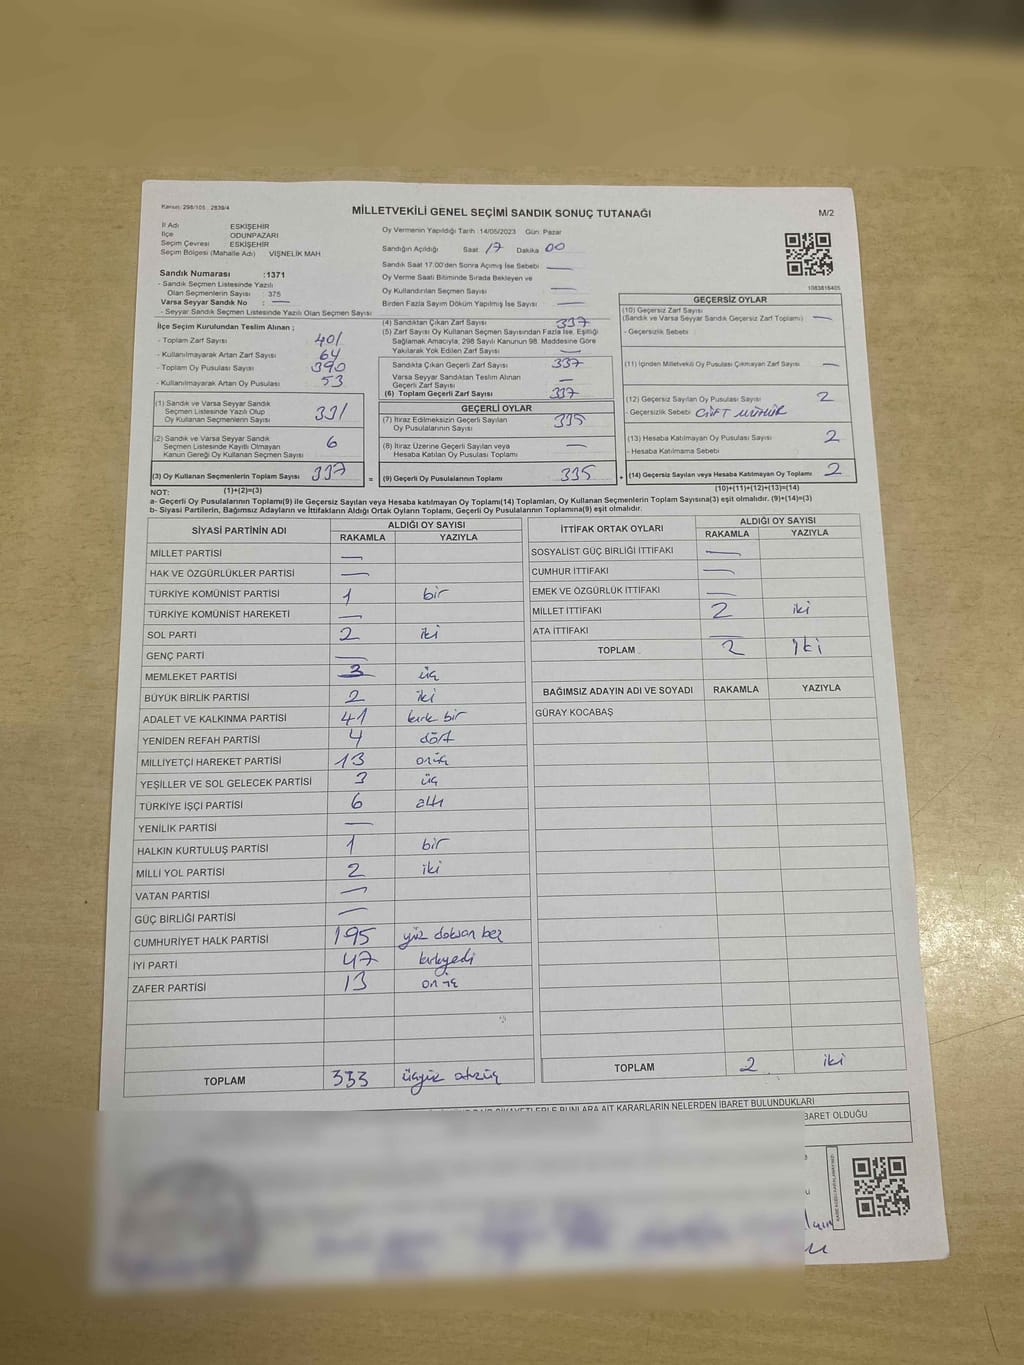 Kanun: 298/105 , 2839/4
MİLLETVEKİLİ GENEL SEÇİMİ SANDIK SONUÇ TUTANAĞI
M/2
İl Adı : ESKİŞEHİR
İlçe : ODUNPAZARI
Seçim Çevresi : ESKİŞEHİR
Seçim Bölgesi (Mahalle Adı) : VİŞNELİK MAH
Sandık Numarası :1371
- Sandık Seçmen Listesinde Yazılı
Olan Seçmenlerin Sayısı : 375
Varsa Seyyar Sandık No : —
- Seyyar Sandık Seçmen Listesinde Yazılı Olan Seçmen Sayısı
Oy Vermenin Yapıldığı Tarih :14/05/2023 Gün: Pazar
Sandığın Açıldığı Saat 17 Dakika 00
Sandık Saat 17.00'den Sonra Açılmış İse Sebebi —
Oy Verme Saati Bitiminde Sırada Bekleyen ve
Oy Kullandırılan Seçmen Sayısı —
Birden Fazla Sayım Döküm Yapılmış İse Sayısı —
1083816405
İlçe Seçim Kurulundan Teslim Alınan ;
- Toplam Zarf Sayısı 401
- Kullanılmayarak Artan Zarf Sayısı 64
- Toplam Oy Pusulası Sayısı 390
- Kullanılmayarak Artan Oy Pusulası 53
(1) Sandık ve Varsa Seyyar Sandık
Seçmen Listesinde Yazılı Olup
Oy Kullanan Seçmenlerin Sayısı 331
(2) Sandık ve Varsa Seyyar Sandık
Seçmen Listesinde Kayıtlı Olmayan
Kanun Gereği Oy Kullanan Seçmen Sayısı 6
(3) Oy Kullanan Seçmenlerin Toplam Sayısı 337 =
(1)+(2)=(3)
(4) Sandıktan Çıkan Zarf Sayısı 337
(5) Zarf Sayısı Oy Kullanan Seçmen Sayısından Fazla İse, Eşitliği
Sağlamak Amacıyla, 298 Sayılı Kanunun 98. Maddesine Göre
Yakılarak Yok Edilen Zarf Sayısı —
Sandıkta Çıkan Geçerli Zarf Sayısı 337
Varsa Seyyar Sandıktan Teslim Alınan
Geçerli Zarf Sayısı —
(6) Toplam Geçerli Zarf Sayısı 337
GEÇERLİ OYLAR
(7) İtiraz Edilmeksizin Geçerli Sayılan
Oy Pusulalarının Sayısı 335
(8) İtiraz Üzerine Geçerli Sayılan veya
Hesaba Katılan Oy Pusulası Toplamı —
(9) Geçerli Oy Pusulalarının Toplamı 335 +
GEÇERSİZ OYLAR
(10) Geçersiz Zarf Sayısı
(Sandık ve Varsa Seyyar Sandık Geçersiz Zarf Toplamı) —
- Geçersizlik Sebebi
(11) İçinden Milletvekili Oy Pusulası Çıkmayan Zarf Sayısı —
(12) Geçersiz Sayılan Oy Pusulası Sayısı 2
- Geçersizlik Sebebi ÇİFT MÜHÜR
(13) Hesaba Katılmayan Oy Pusulası Sayısı 2
- Hesaba Katılmama Sebebi
(14) Geçersiz Sayılan veya Hesaba Katılmayan Oy Toplamı 2
(10)+(11)+(12)+(13)=(14)
NOT:
a- Geçerli Oy Pusulalarının Toplamı(9) ile Geçersiz Sayılan veya Hesaba katılmayan Oy Toplamı(14) Toplamları, Oy Kullanan Seçmenlerin Toplam Sayısına(3) eşit olmalıdır. (9)+(14)=(3)
b- Siyasi Partilerin, Bağımsız Adayların ve İttifakların Aldığı Ortak Oyların Toplamı, Geçerli Oy Pusulalarının Toplamına(9) eşit olmalıdır.
SİYASİ PARTİNİN ADI ALDIĞI OY SAYISI
RAKAMLA YAZIYLA
MİLLET PARTİSİ —
HAK VE ÖZGÜRLÜKLER PARTİSİ —
TÜRKİYE KOMÜNİST PARTİSİ 1 bir
TÜRKİYE KOMÜNİST HAREKETİ —
SOL PARTİ 2 iki
GENÇ PARTİ —
MEMLEKET PARTİSİ 3 üç
BÜYÜK BİRLİK PARTİSİ 2 iki
ADALET VE KALKINMA PARTİSİ 41 kırk bir
YENİDEN REFAH PARTİSİ 4 dört
MİLLİYETÇİ HAREKET PARTİSİ 13 onüç
YEŞİLLER VE SOL GELECEK PARTİSİ 3 üç
TÜRKİYE İŞÇİ PARTİSİ 6 altı
YENİLİK PARTİSİ —
HALKIN KURTULUŞ PARTİSİ 1 bir
MİLLİ YOL PARTİSİ 2 iki
VATAN PARTİSİ —
GÜÇ BİRLİĞİ PARTİSİ —
CUMHURİYET HALK PARTİSİ 195 yüz doksan beş
İYİ PARTİ 47 kırkyedi
ZAFER PARTİSİ 13 on üç
TOPLAM 333 üçyüz otuzüç
İTTİFAK ORTAK OYLARI ALDIĞI OY SAYISI
RAKAMLA YAZIYLA
SOSYALİST GÜÇ BİRLİĞİ İTTİFAKI —
CUMHUR İTTİFAKI —
EMEK VE ÖZGÜRLÜK İTTİFAKI —
MİLLET İTTİFAKI 2 iki
ATA İTTİFAKI —
TOPLAM 2 iki
BAĞIMSIZ ADAYIN ADI VE SOYADI RAKAMLA YAZIYLA
GÜRAY KOCABAŞ
TOPLAM 2 iki
BUNLARA AİT KARARLARIN NELERDEN İBARET BULUNDUKLARI
BARET OLDUĞU